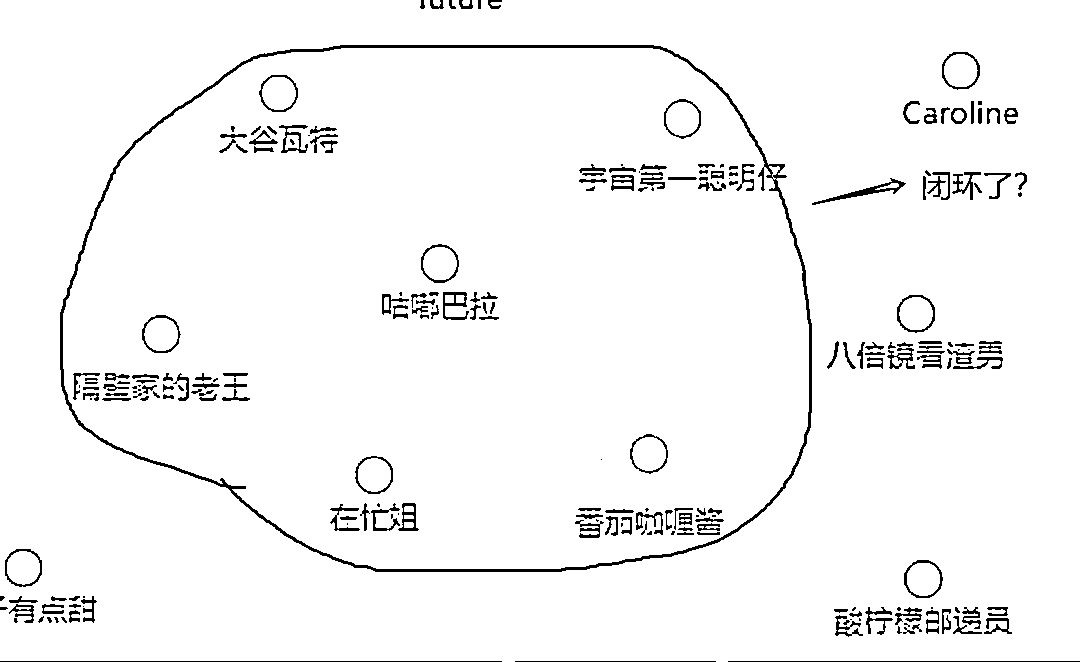 future
Caroline
大谷瓦特
宇宙第一聪明仔
闭环了?
咕嘟巴拉
八倍镜看渣男
隔壁家的老王
在忙姐
番茄咖喱酱
子有点甜
酸柠檬邮递员